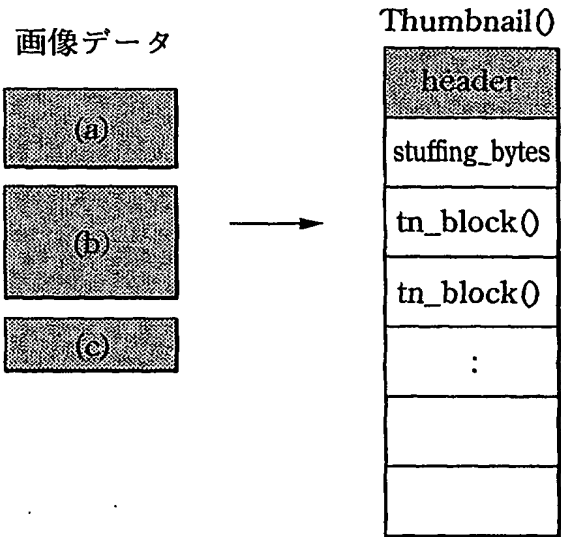 画像データ
(a)
(b)
(c)
Thumbnail()
header
stuffing_bytes
tn_block()
tn_block()
: